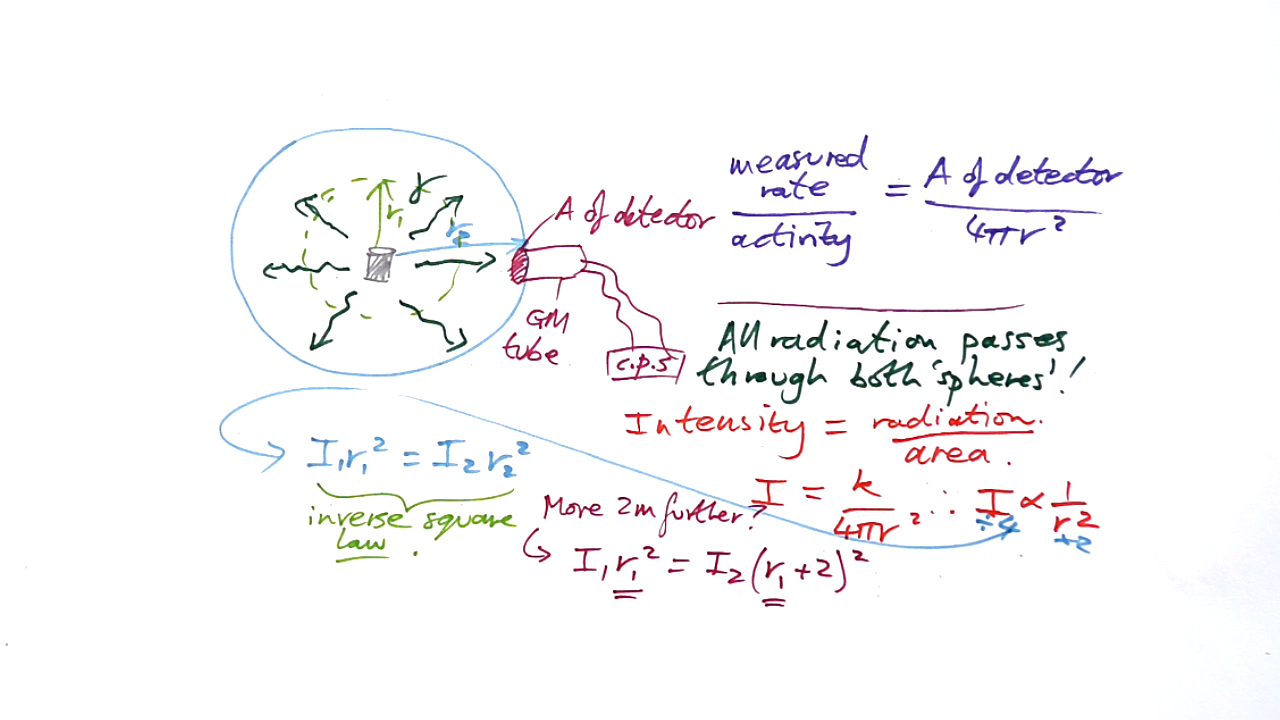 γ
r₁
r₂
A of detector
GM
tube
c.p.s
measured
rate
activity
=
A of detector
4πr²
All radiation passes
through both 'spheres'!
Intensity = radiation.
area.
I = k
4πr² ∴ I ∝ 1
r²
÷4
×2
I₁r₁² = I₂r₂²
inverse square
law.
More 2m further?
I₁r₁² = I₂(r₁+2)²